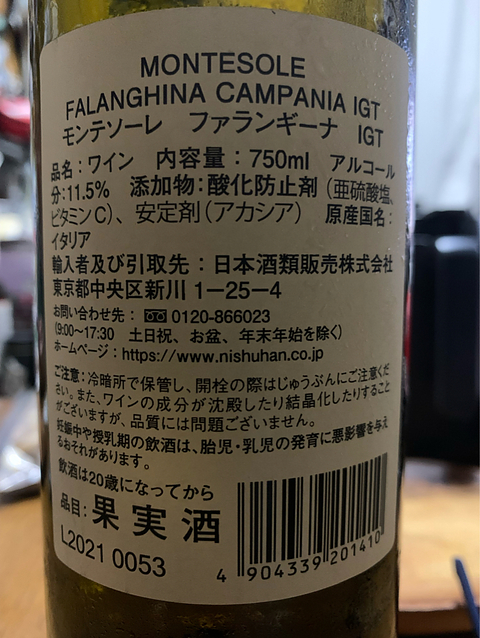 MONTESOLE
FALANGHINA CAMPANIA IGT
モンテソーレ ファランギーナ IGT
品名：ワイン 内容量：750ml アルコール
分：11.5% 添加物：酸化防止剤（亜硫酸塩、
ビタミンC）、安定剤（アカシア） 原産国名：
イタリア
輸入者及び引取先：日本酒類販売株式会社
東京都中央区新川 1－25－4
お問い合わせ先： 0120-866023
（9:00～17:30 土日祝、お盆、年末年始を除く）
ホームページ：https://www.nishuhan.co.jp
ご注意：冷暗所で保管し、開栓の際はじゅうぶんにご注意くだ
さい。また、ワインの成分が沈殿したり結晶化したりすること
がございますが、品質には問題ございません。
妊娠中や授乳期の飲酒は、胎児・乳児の発育に悪影響を与え
るおそれがあります。
飲酒は20歳になってから
品目：果実酒
L2021 0053
4 904339 201410